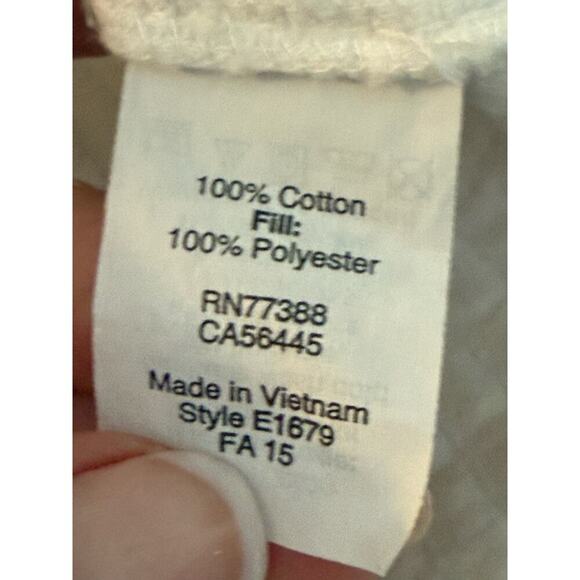 100% Cotton
Fill:
100% Polyester
RN77388
CA56445
Made in Vietnam
Style E1679
FA 15